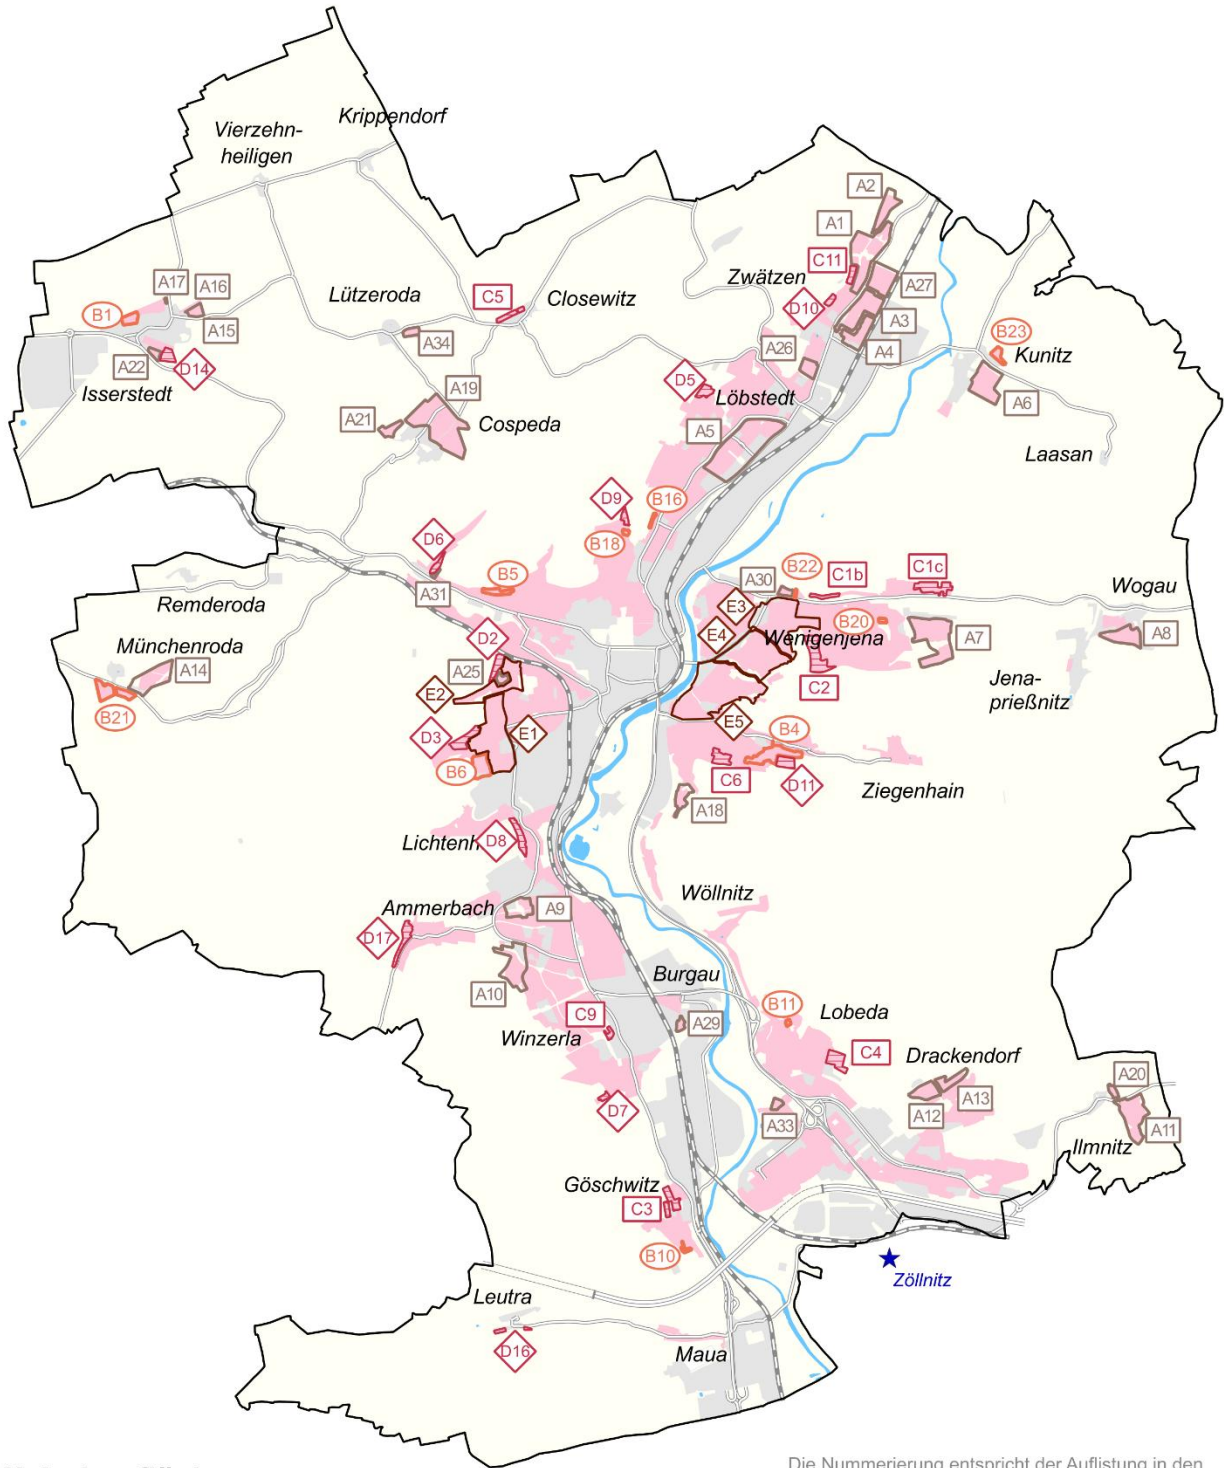 Krippendorf
Vierzehn-
heiligen
A2
A1
C11
Zwätzen
A17
A16
Lützeroda
C5
Closewitz
D10
A27
B1
A15
A34
A3
B23
Kunitz
A22
D14
A26
A4
Isserstedt
A19
D5
Löbstedt
A6
A21
Cospeda
A5
Laasan
D9
B16
D6
B18
B5
A30
B22
C1b
C1c
Wogau
A31
Remderoda
E3
B20
Münchenroda
D2
E4
Wenigenjena
A7
A8
A14
A25
C2
Jena-
prießnitz
E2
B21
D3
E1
E5
B4
B6
C6
D11
Ziegenhain
A18
Lichtenh
D8
Wöllnitz
Ammerbach
A9
D17
Burgau
A10
B11
Lobeda
C9
A29
Winzerla
C4
Drackendorf
D7
A33
A12
A13
A20
A11
Ilmnitz
Göschwitz
C3
B10
Zöllnitz
Leutra
D16
Maua
Die Nummerierung entspricht der Auflistung in den